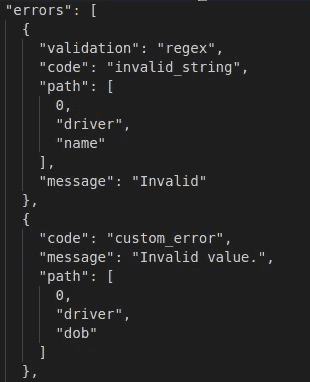 "errors": [
{
"validation": "regex",
"code": "invalid_string",
"path": [
0,
"driver",
"name"
],
"message": "Invalid"
},
{
"code": "custom_error",
"message": "Invalid value.",
"path": [
0,
"driver",
"dob"
]
},